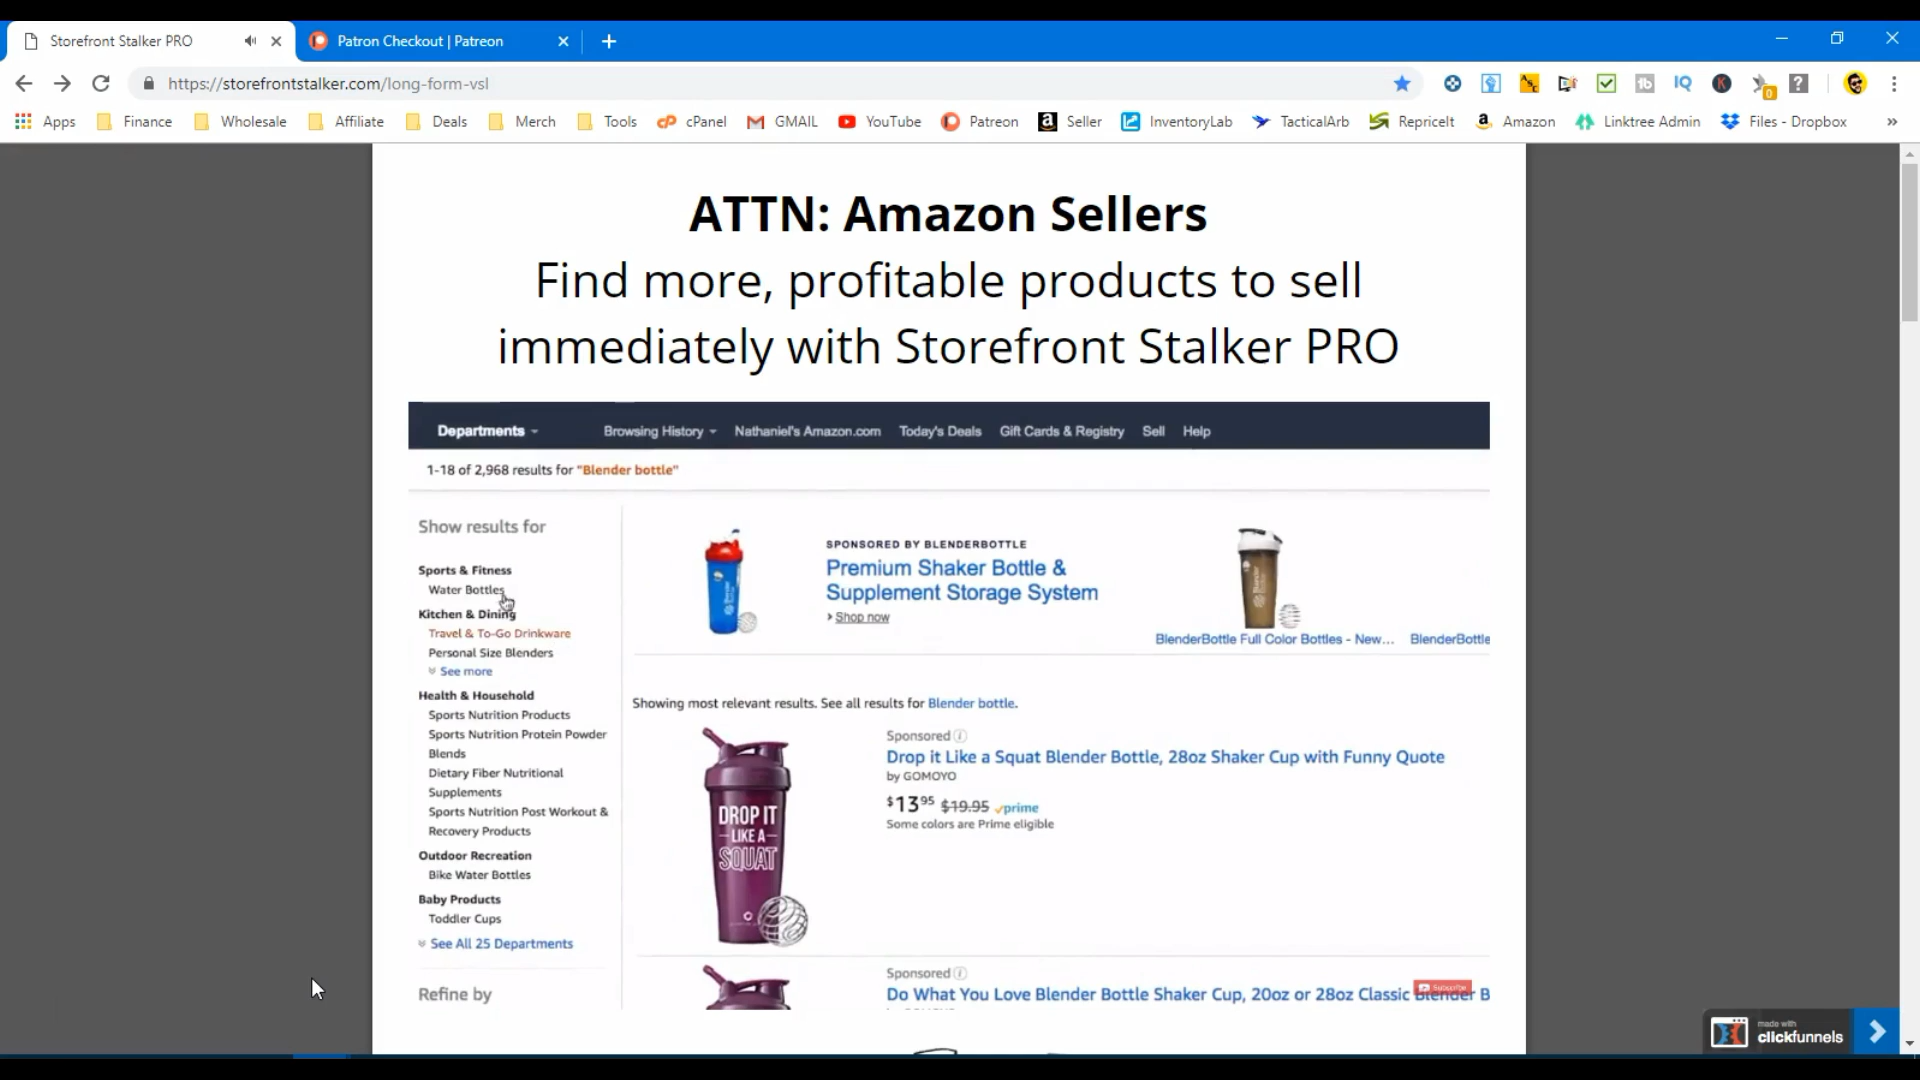 Storefront Stalker PRO
Patron Checkout | Patreon
https://storefrontstalker.com/long-form-vsl
Apps Finance Wholesale Affiliate Deals Merch Tools cPanel GMAIL YouTube Patreon Seller InventoryLab TacticalArb RepriceIt Amazon Linktree Admin Files - Dropbox »
ATTN: Amazon Sellers
Find more, profitable products to sell
immediately with Storefront Stalker PRO
Departments Browsing History Nathaniel's Amazon.com Today's Deals Gift Cards & Registry Sell Help
1-18 of 2,968 results for "Blender bottle"
Show results for
Sports & Fitness
Water Bottles
Kitchen & Dining
Travel & To-Go Drinkware
Personal Size Blenders
See more
Health & Household
Sports Nutrition Products
Sports Nutrition Protein Powder
Blends
Dietary Fiber Nutritional
Supplements
Sports Nutrition Post Workout &
Recovery Products
Outdoor Recreation
Bike Water Bottles
Baby Products
Toddler Cups
See All 25 Departments
Refine by
SPONSORED BY BLENDERBOTTLE
Premium Shaker Bottle &
Supplement Storage System
Shop now
BlenderBottle Full Color Bottles - New... BlenderBottle
Showing most relevant results. See all results for Blender bottle.
DROP IT
LIKE A
SQUAT
Sponsored
Drop it Like a Squat Blender Bottle, 28oz Shaker Cup with Funny Quote
by GOMOYO
$13.95 $19.95 prime
Some colors are Prime eligible
Sponsored
Do What You Love Blender Bottle Shaker Cup, 20oz or 28oz Classic Blender B
Subscribe
made with
clickfunnels